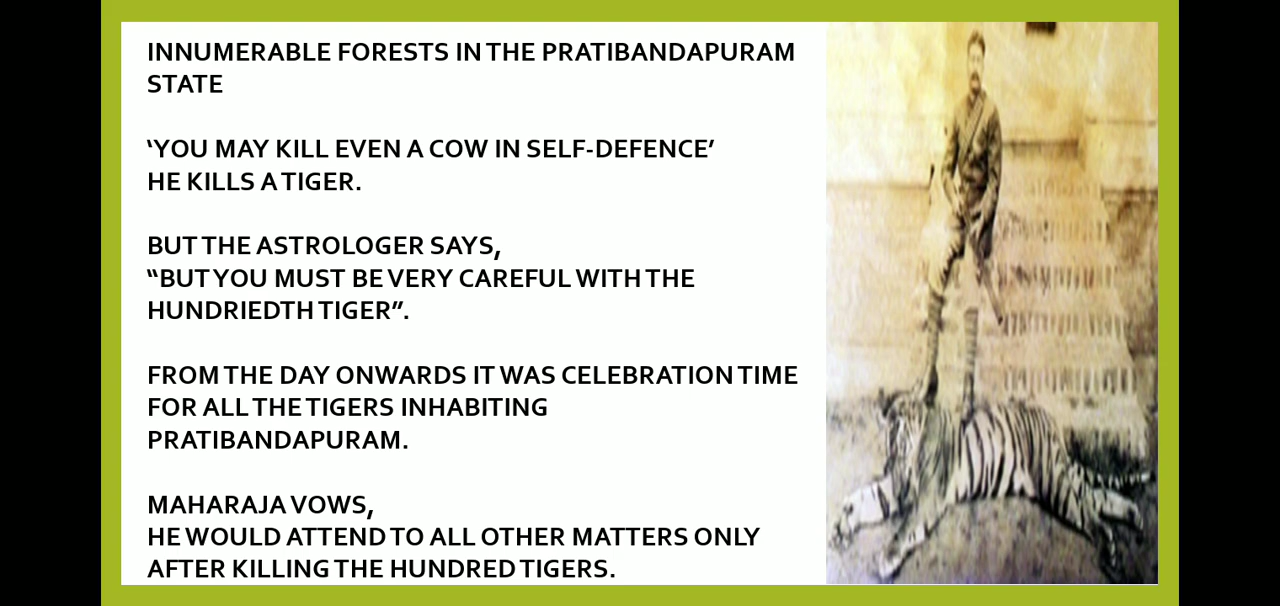 INNUMERABLE FORESTS IN THE PRATIBANDAPURAM
STATE
‘YOU MAY KILL EVEN A COW IN SELF-DEFENCE’
HE KILLS A TIGER.
BUT THE ASTROLOGER SAYS,
“BUT YOU MUST BE VERY CAREFUL WITH THE
HUNDRIEDTH TIGER”.
FROM THE DAY ONWARDS IT WAS CELEBRATION TIME
FOR ALL THE TIGERS INHABITING
PRATIBANDAPURAM.
MAHARAJA VOWS,
HE WOULD ATTEND TO ALL OTHER MATTERS ONLY
AFTER KILLING THE HUNDRED TIGERS.